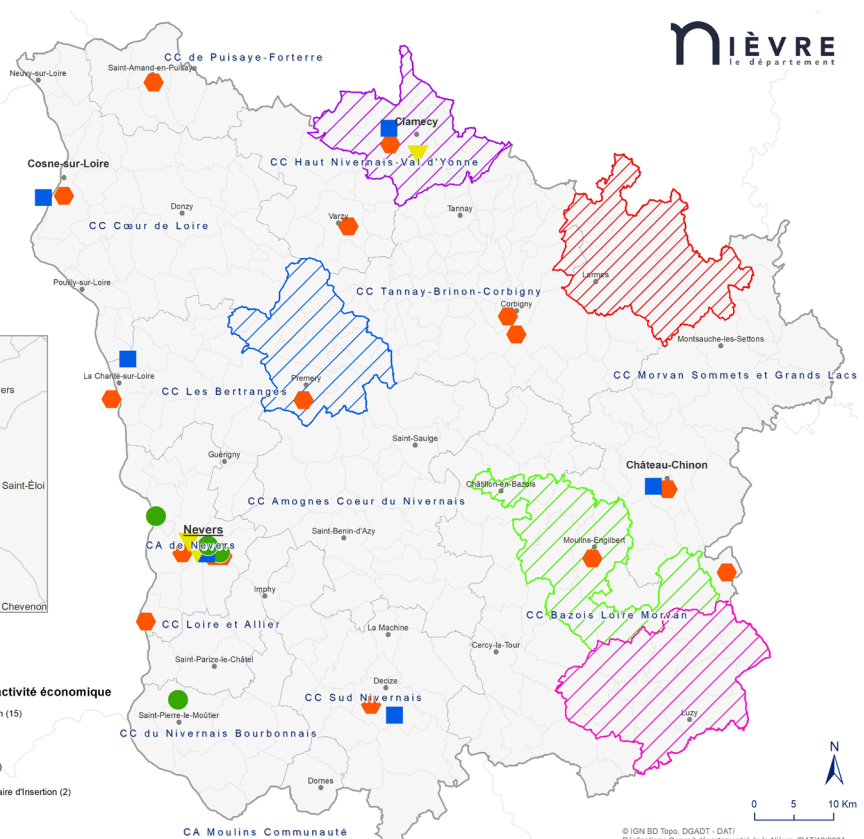 NIÈVRE
le département
CC de Puisaye-Forterre
Neuvy-sur-Loire
Saint-Amand-en-Puisaye
Clamecy
Cosne-sur-Loire
CC Haut Nivernais-Val d'Yonne
Donzy
Varzy
Tannay
CC Cœur de Loire
Lormes
Pouilly-sur-Loire
CC Tannay-Brinon-Corbigny
Corbigny
Montsauche-les-Settons
La Charité-sur-Loire
CC Les Bertranges
Premery
CC Morvan Sommets et Grands Lacs
Saint-Saulge
Guérigny
Château-Chinon
Saint-Éloi
Châtillon-en-Bazois
CC Amognes Coeur du Nivernais
Nevers
Saint-Benin-d'Azy
CA de Nevers
Moulins-Engilbert
Imphy
Chevenon
CC Loire et Allier
La Machine
CC Bazois Loire Morvan
Cercy-la-Tour
Saint-Parize-le-Châtel
Decize
activité économique
CC Sud Nivernais
(15)
Saint-Pierre-le-Moûtier
Luzy
CC du Nivernais Bourbonnais
N
Dornes
aire d'Insertion (2)
0 5 10 Km
CA Moulins Communauté
© IGN BD Topo. DGADT - DAT/